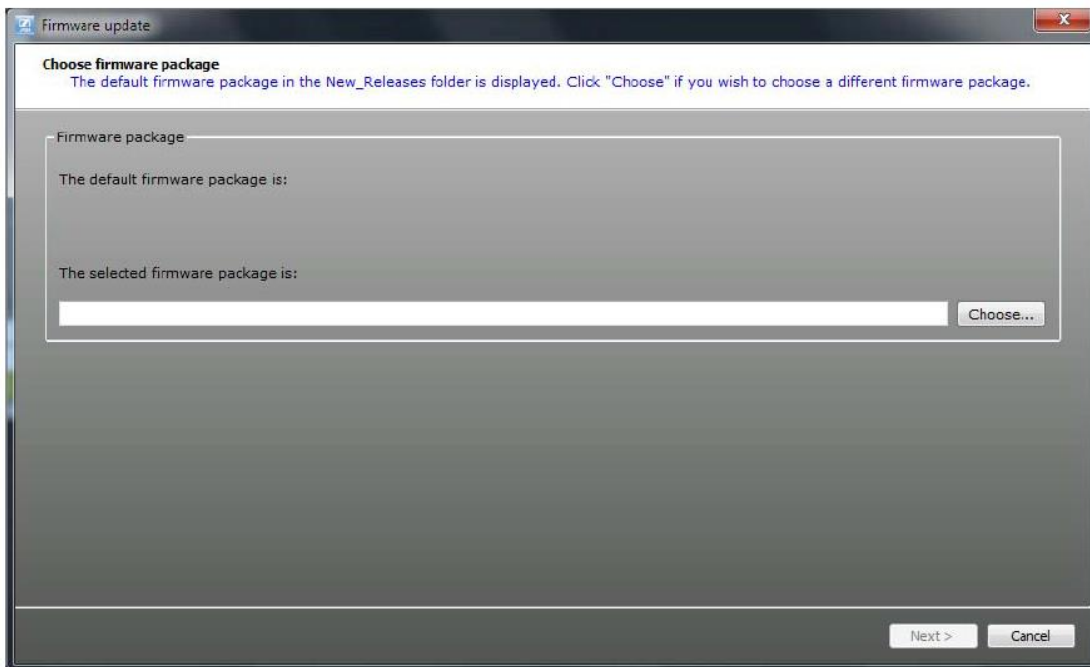 Firmware update
Choose firmware package
The default firmware package in the New_Releases folder is displayed. Click "Choose" if you wish to choose a different firmware package.
Firmware package
The default firmware package is:
The selected firmware package is:
Choose...
Next >
Cancel